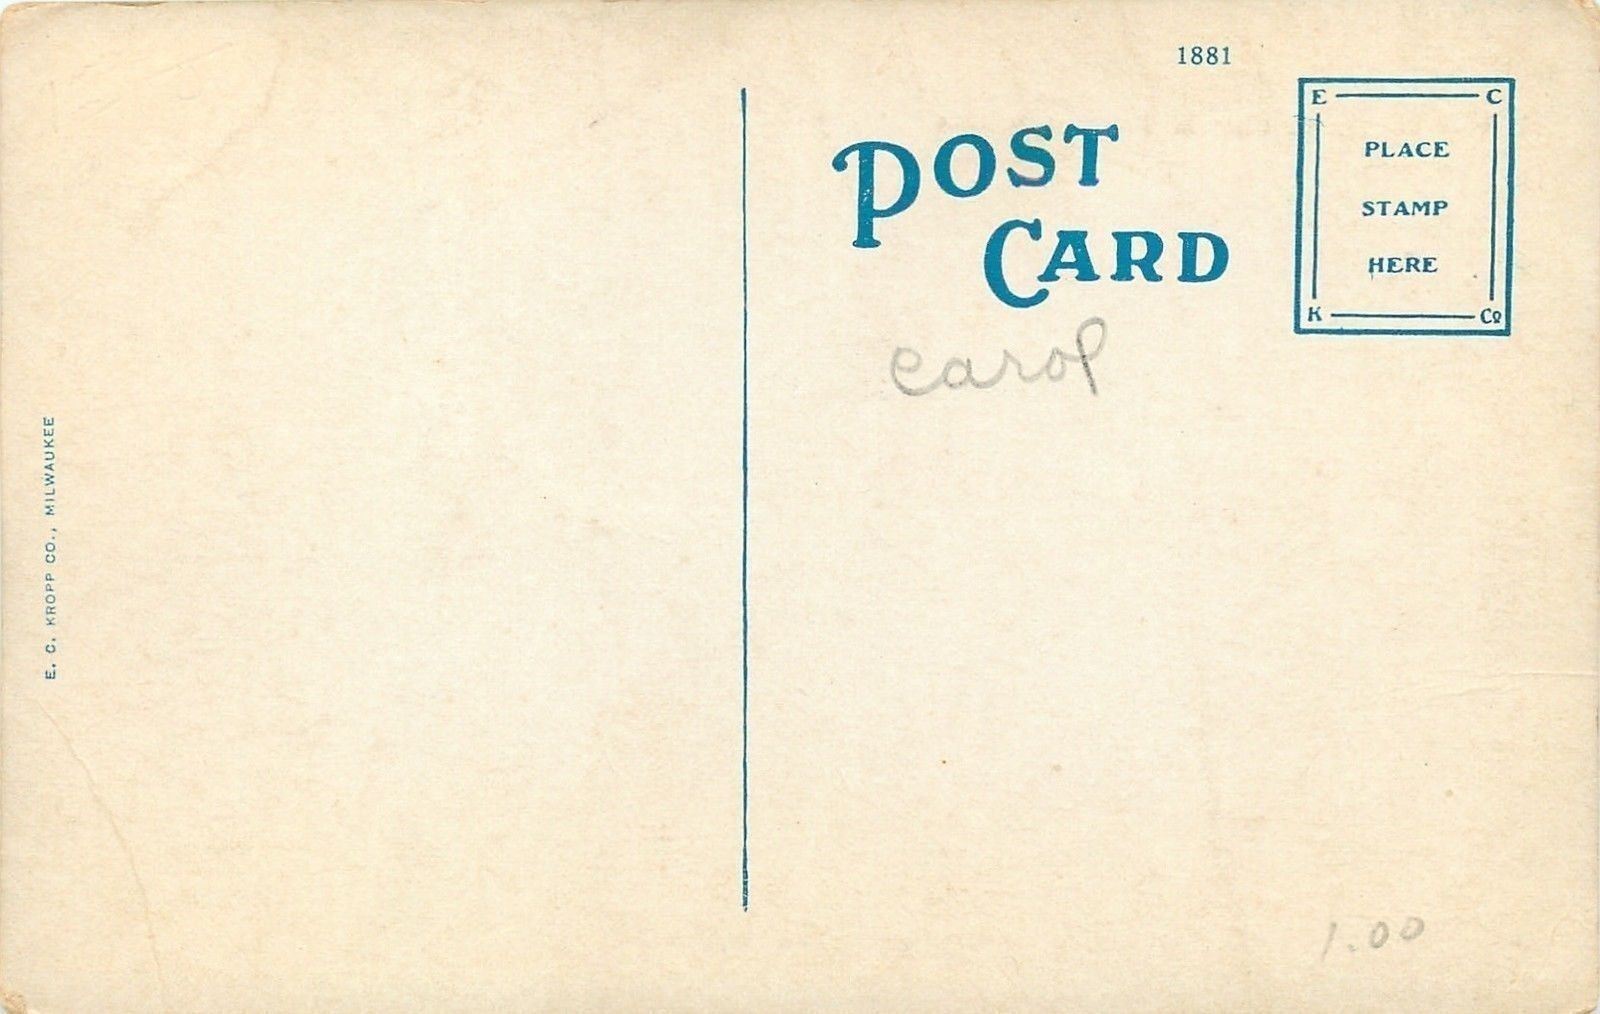 1881
POST
CARD
E C
PLACE
STAMP
HERE
K Co
carol
E. C. KROPP CO., MILWAUKEE
1.00